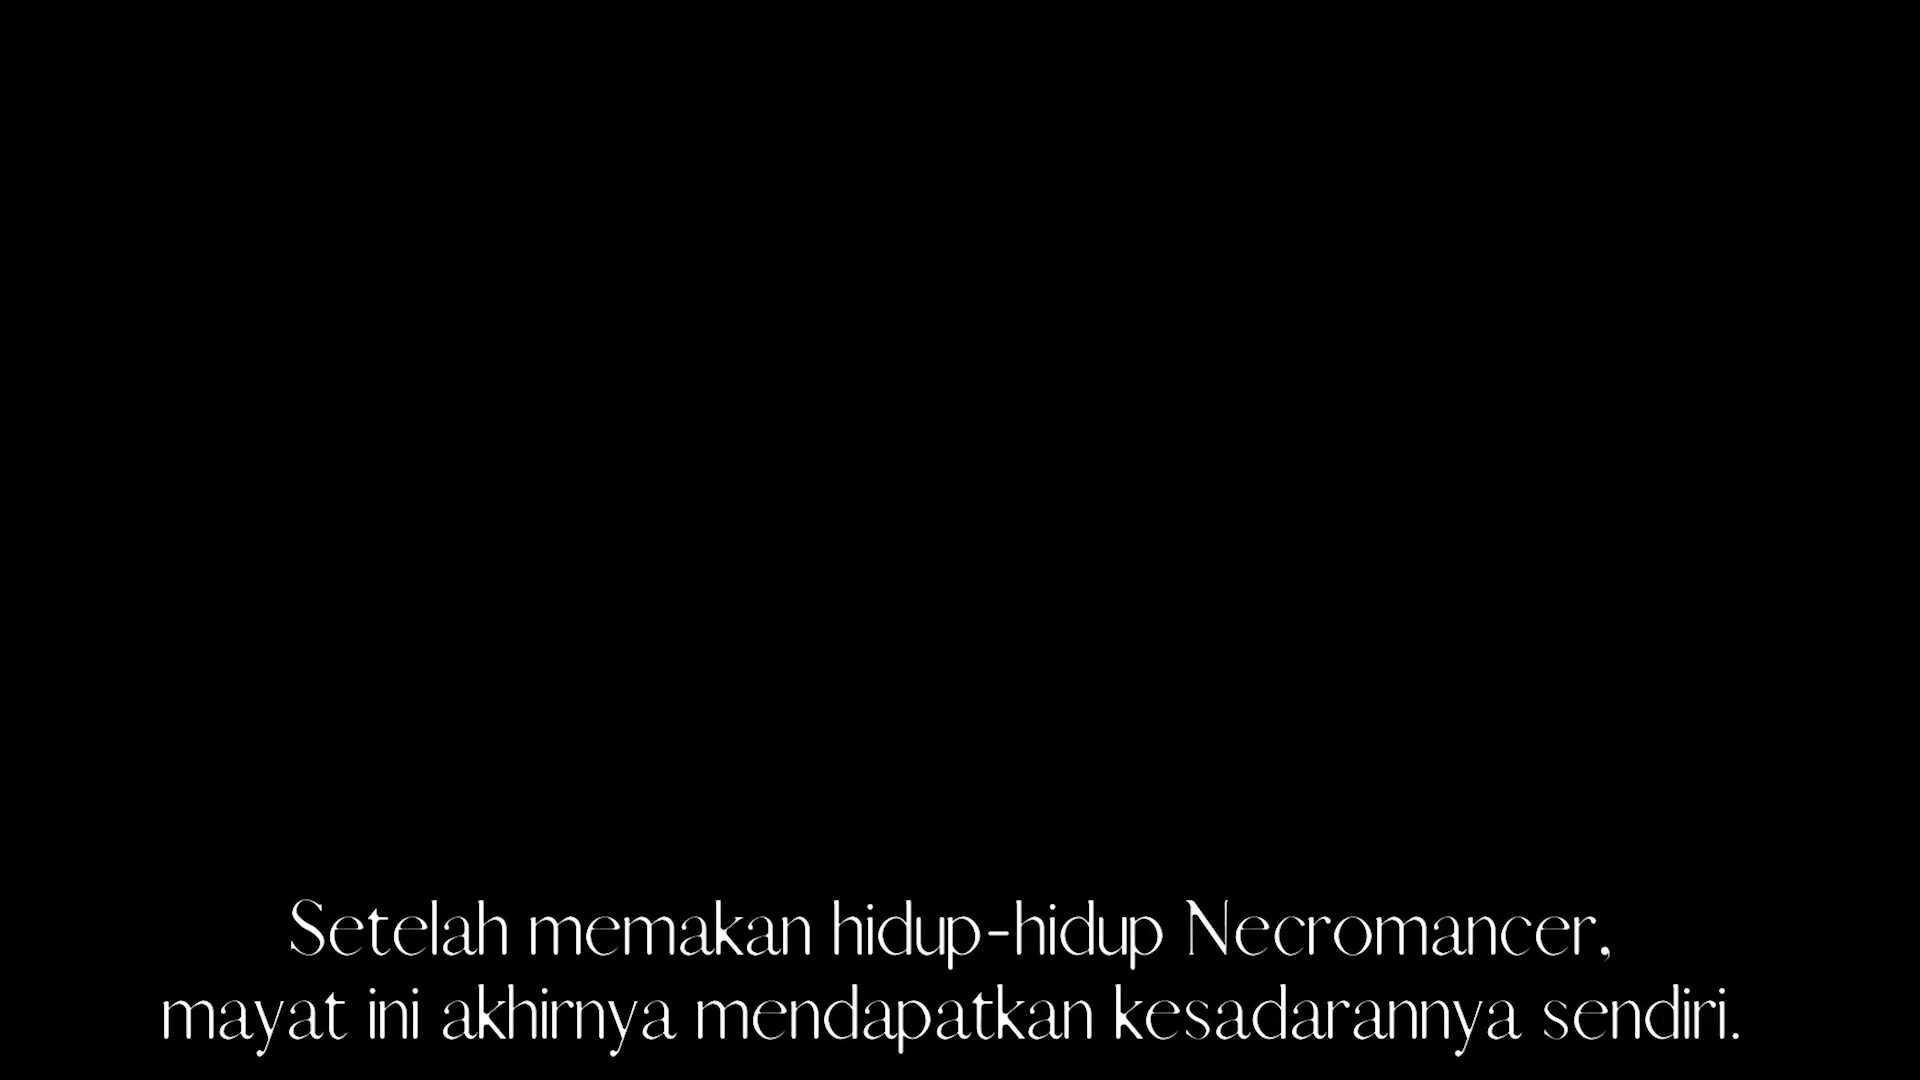 Setelah memakan hidup-hidup Necromancer,
mayat ini akhirnya mendapatkan kesadarannya sendiri.